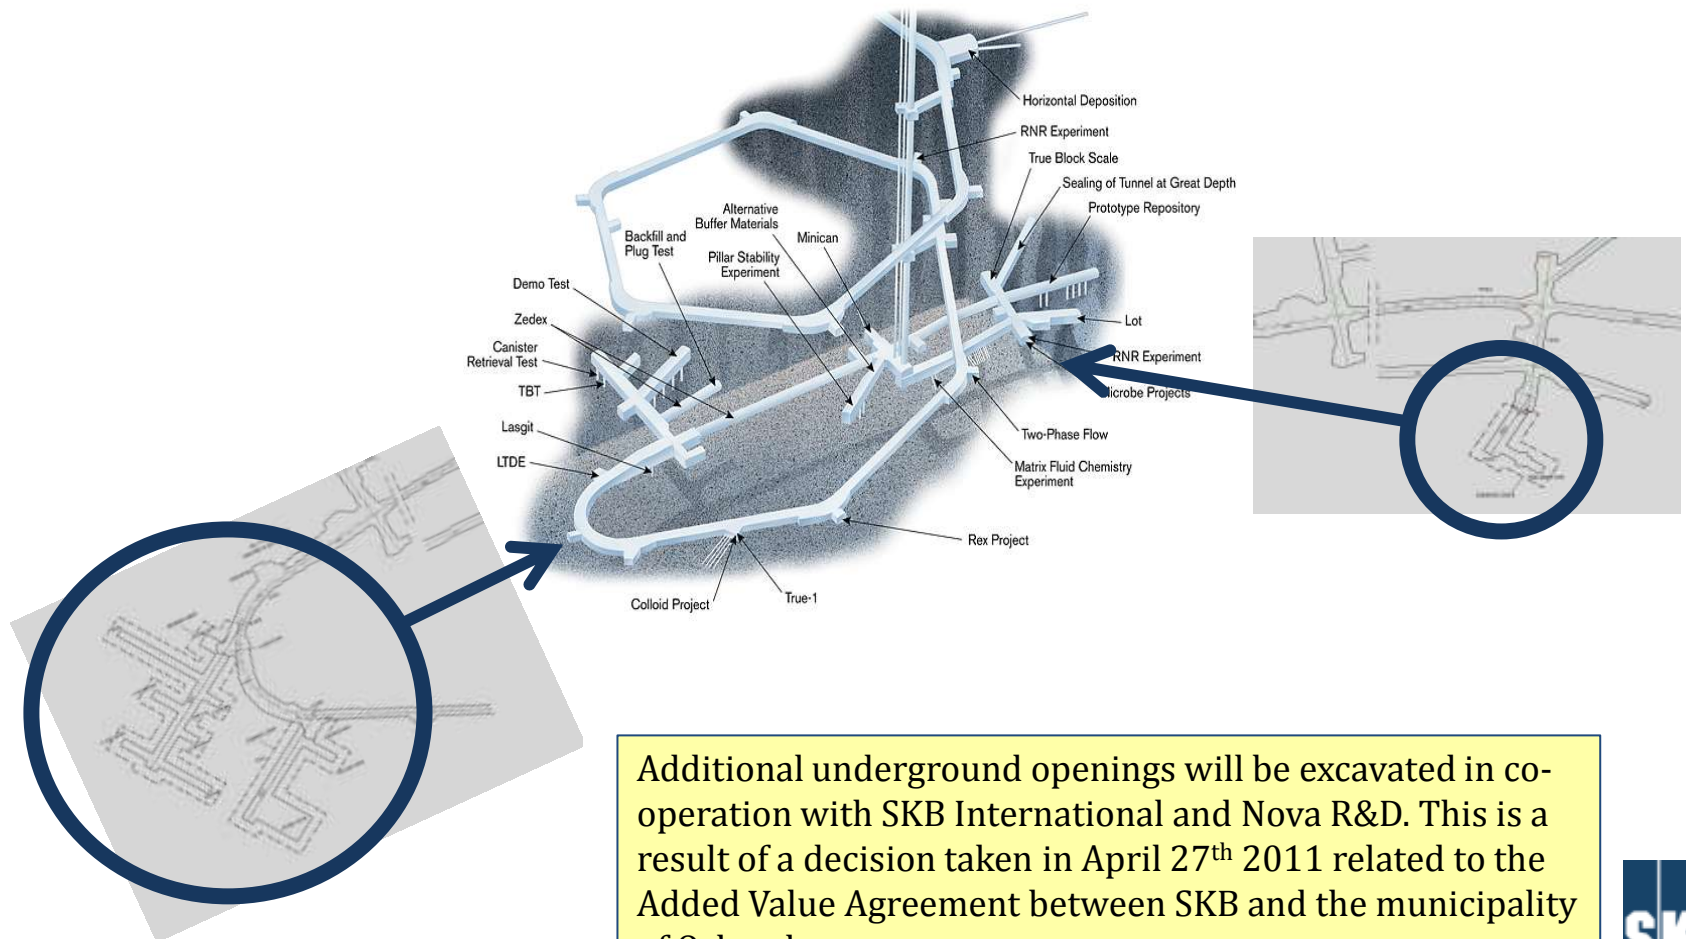 Horizontal Deposition
RNR Experiment
True Block Scale
Sealing of Tunnel at Great Depth
Prototype Repository
Alternative
Buffer Materials
Minican
Backfill and
Plug Test
Pillar Stability
Experiment
Demo Test
Zedex
Canister
Retrieval Test
TBT
Lasgit
LTDE
Lot
RNR Experiment
Microbe Projects
Two-Phase Flow
Matrix Fluid Chemistry
Experiment
Rex Project
Colloid Project
True-1
Additional underground openings will be excavated in co-
operation with SKB International and Nova R&D. This is a
result of a decision taken in April 27th 2011 related to the
Added Value Agreement between SKB and the municipality